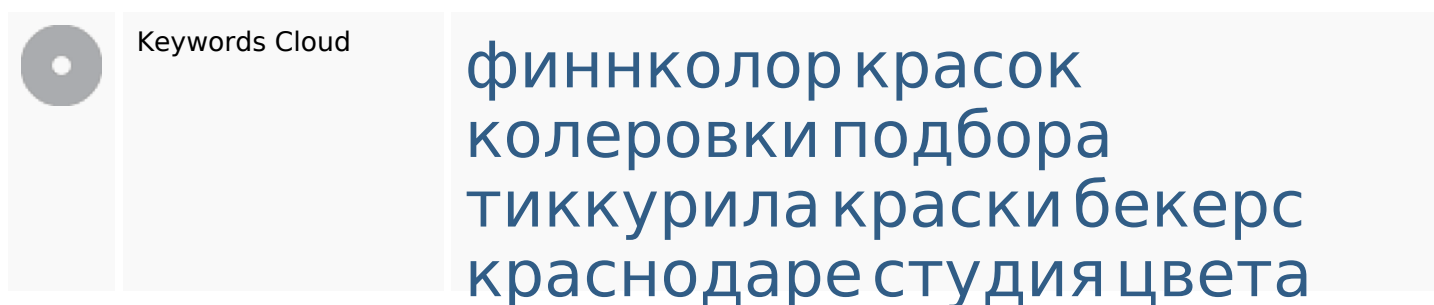 Keywords Cloud
финнколор красок
колеровки подбора
тиккурила краски бекерс
краснодаре студия цвета